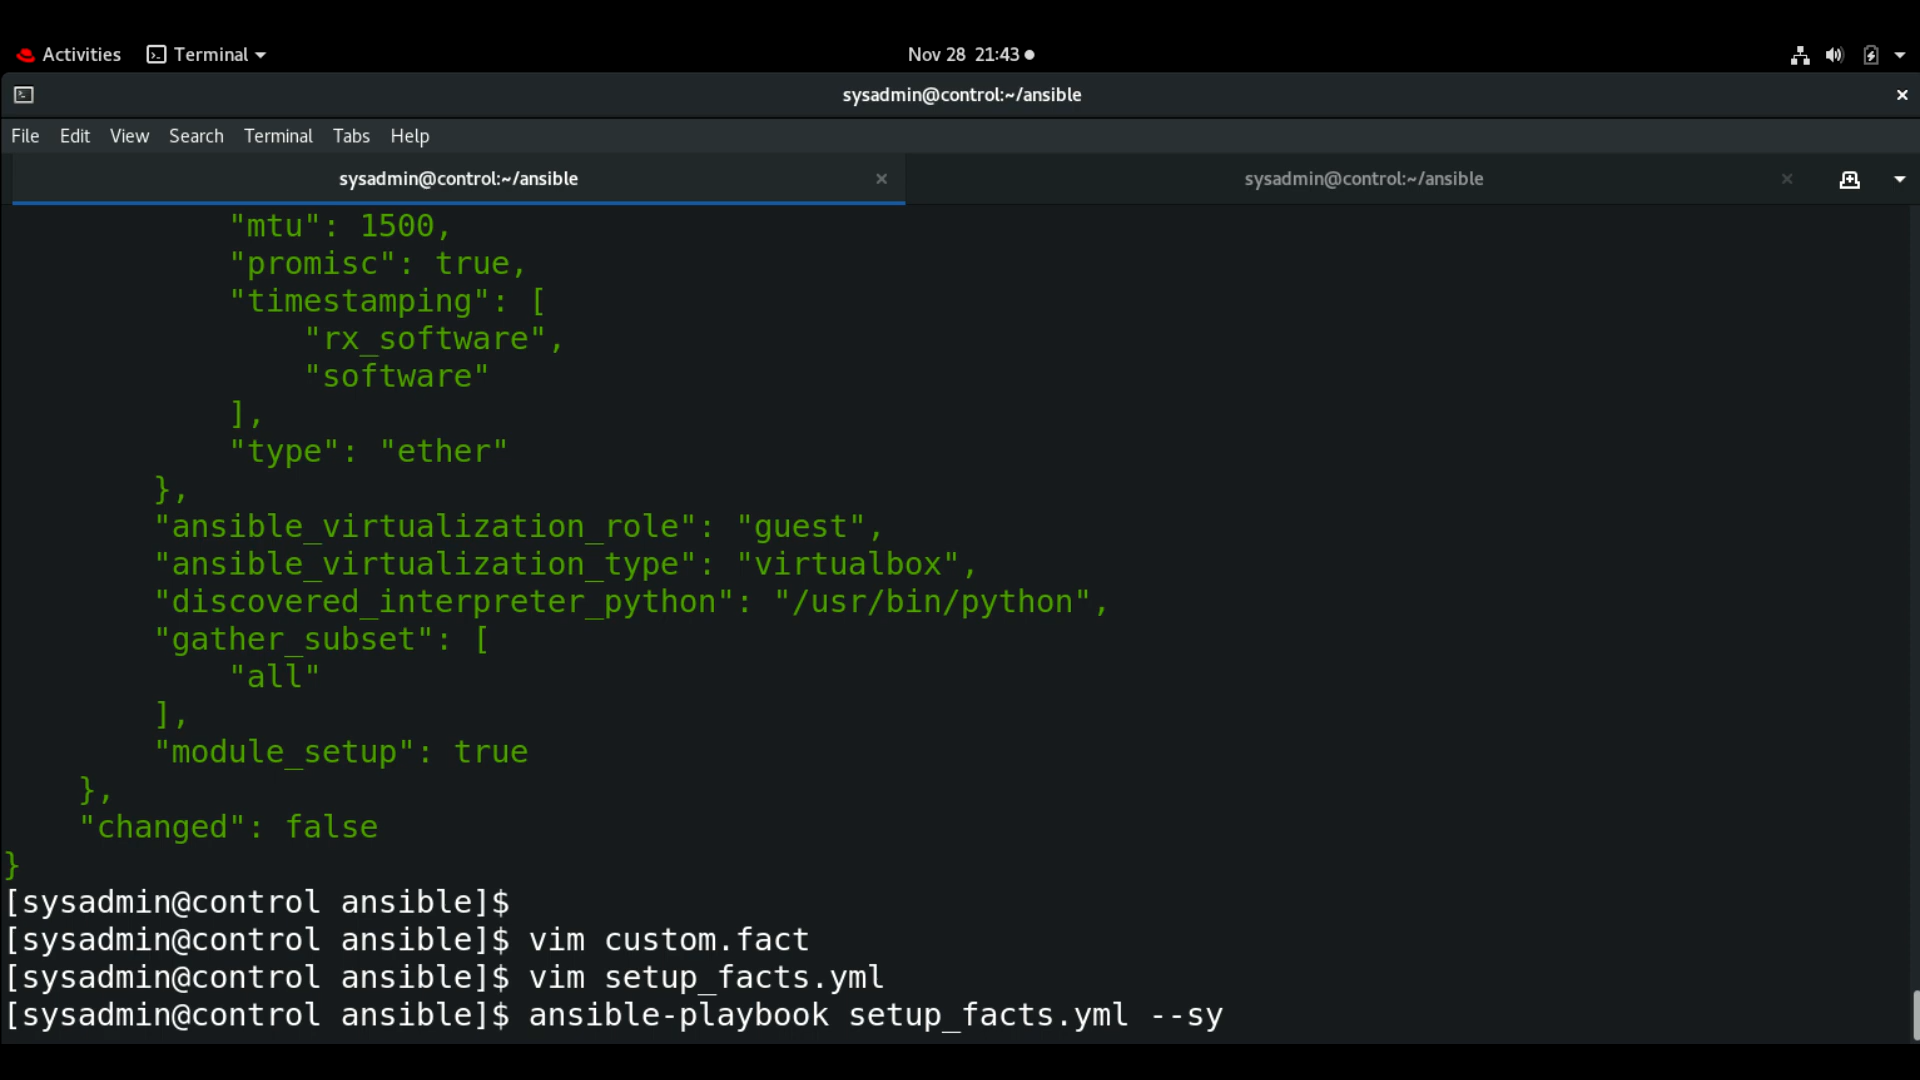 Activities Terminal Nov 28 21:43
sysadmin@control:~/ansible
File Edit View Search Terminal Tabs Help
sysadmin@control:~/ansible sysadmin@control:~/ansible
            "mtu": 1500,
            "promisc": true,
            "timestamping": [
                "rx_software",
                "software"
            ],
            "type": "ether"
        },
        "ansible_virtualization_role": "guest",
        "ansible_virtualization_type": "virtualbox",
        "discovered_interpreter_python": "/usr/bin/python",
        "gather_subset": [
            "all"
        ],
        "module_setup": true
    },
    "changed": false
}
[sysadmin@control ansible]$
[sysadmin@control ansible]$ vim custom.fact
[sysadmin@control ansible]$ vim setup_facts.yml
[sysadmin@control ansible]$ ansible-playbook setup_facts.yml --sy